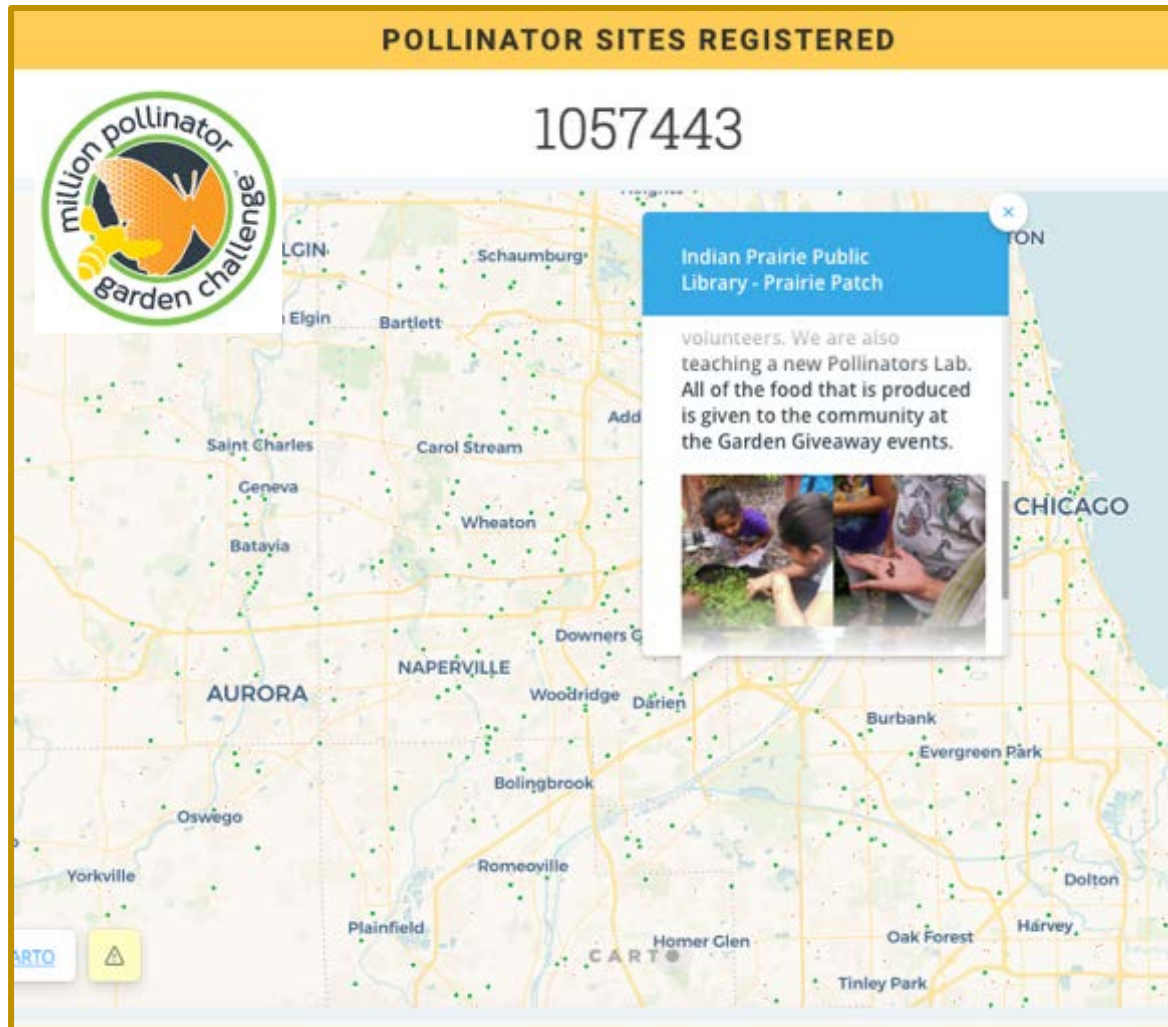 POLLINATOR SITES REGISTERED
1057443
million pollinator
garden challenge
LGIN
Schaumburg
TON
Indian Prairie Public
Library - Prairie Patch
Elgin
Bartlett
volunteers. We are also
teaching a new Pollinators Lab.
All of the food that is produced
is given to the community at
the Garden Giveaway events.
Add
Saint Charles
Carol Stream
Geneva
CHICAGO
Wheaton
Batavia
Downers G
NAPERVILLE
AURORA
Woodridge
Darien
Burbank
Evergreen Park
Bolingbrook
Oswego
Romeoville
Yorkville
Dolton
Plainfield
Harvey
Oak Forest
Homer Glen
CARTO
ARTO
Tinley Park